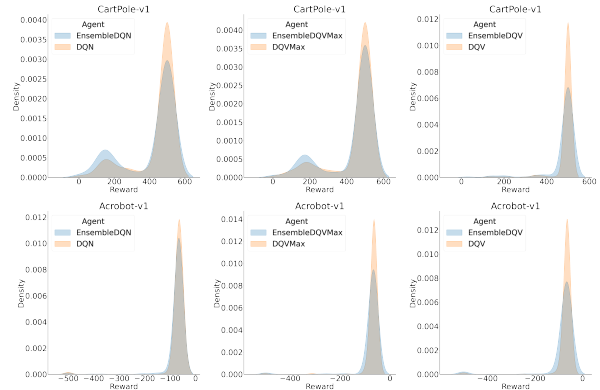 CartPole-v1
Agent
EnsembleDQN
DQN
Density
0.0040
0.0035
0.0030
0.0025
0.0020
0.0015
0.0010
0.0005
0.0000
0 200 400 600
Reward
CartPole-v1
Agent
EnsembleDQVMax
DQVMax
Density
0.0040
0.0035
0.0030
0.0025
0.0020
0.0015
0.0010
0.0005
0.0000
0 200 400 600
Reward
CartPole-v1
Agent
EnsembleDQV
DQV
Density
0.012
0.010
0.008
0.006
0.004
0.002
0.000
0 100 200 300 400 500 600
Reward
Acrobot-v1
Agent
EnsembleDQN
DQN
Density
0.012
0.010
0.008
0.006
0.004
0.002
0.000
−500 −400 −300 −200 −100 0
Reward
Acrobot-v1
Agent
EnsembleDQVMax
DQVMax
Density
0.014
0.012
0.010
0.008
0.006
0.004
0.002
0.000
−400 −200 0
Reward
Acrobot-v1
Agent
EnsembleDQV
DQV
Density
0.012
0.010
0.008
0.006
0.004
0.002
0.000
−400 −200 0
Reward